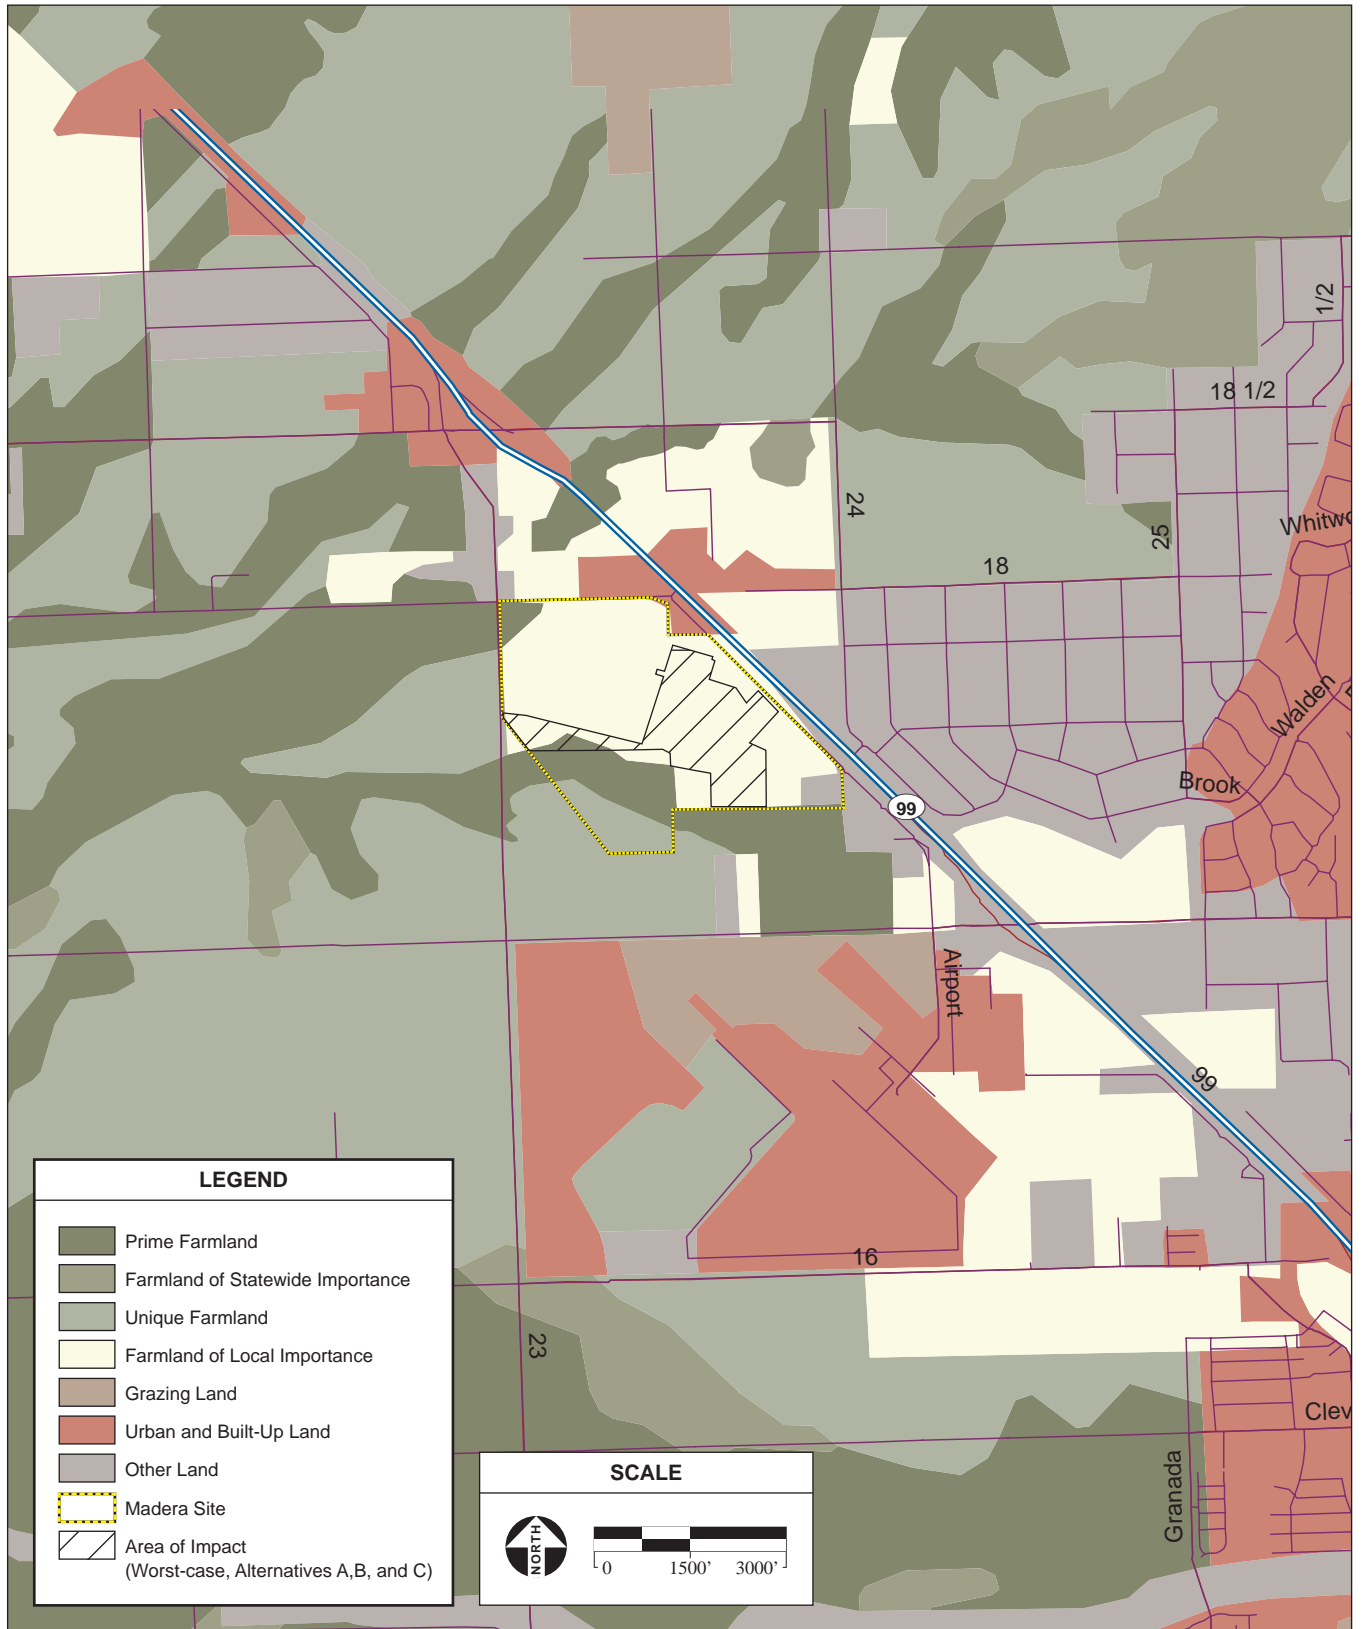 1/2
18 1/2
24
25
Whitwo
18
Walden
Brook
99
Airport
99
16
23
Clev
Granada
LEGEND
Prime Farmland
Farmland of Statewide Importance
Unique Farmland
Farmland of Local Importance
Grazing Land
Urban and Built-Up Land
Other Land
Madera Site
Area of Impact
(Worst-case, Alternatives A,B, and C)
SCALE
NORTH
0 1500' 3000'